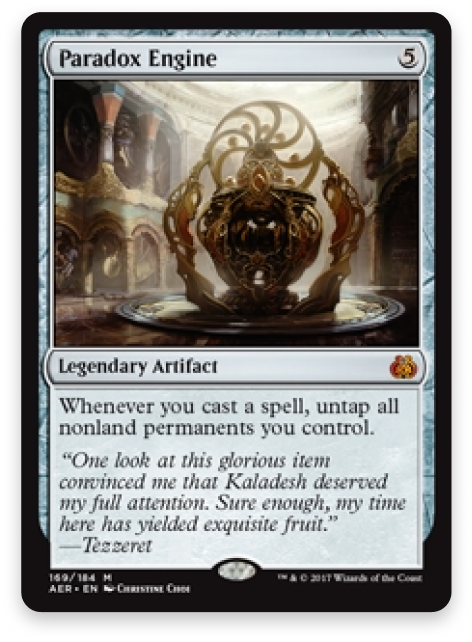 Paradox Engine 5
Legendary Artifact
Whenever you cast a spell, untap all
nonland permanents you control.
“One look at this glorious item
convinced me that Kaladesh deserved
my full attention. Sure enough, my time
here has yielded exquisite fruit.”
—Tezzeret
169/184 M
AER • EN Christine Choi
™ & © 2017 Wizards of the Coast